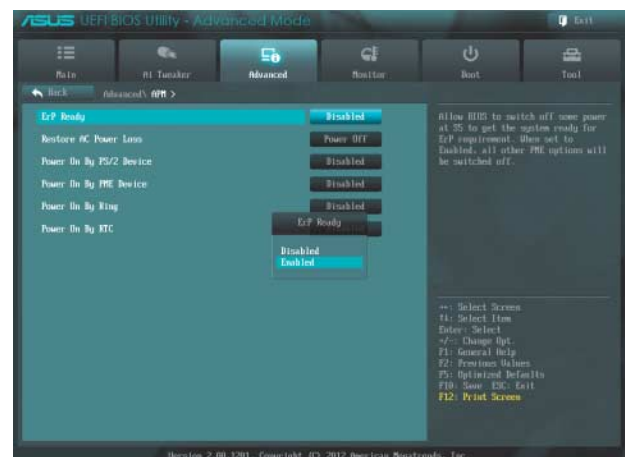 ASUS UEFI BIOS Utility - Advanced Mode
Exit
Main
Ai Tweaker
Advanced
Monitor
Boot
Tool
Back
Advanced\ APM >
ErP Ready
Disabled
Restore AC Power Loss
Power Off
Power On By PS/2 Device
Disabled
Power On By PME Device
Disabled
Power On By Ring
Disabled
Power On By RTC
ErP Ready
Disabled
Enabled
Allow BIOS to switch off some power
at S5 to get the system ready for
ErP requirement. When set to
Enabled, all other PME options will
be switched off.
→←: Select Screen
↑↓: Select Item
Enter: Select
+/-: Change Opt.
F1: General Help
F2: Previous Values
F5: Optimized Defaults
F10: Save ESC: Exit
F12: Print Screen
Version 2.00.1201. Copyright (C) 2012 American Megatrends, Inc.